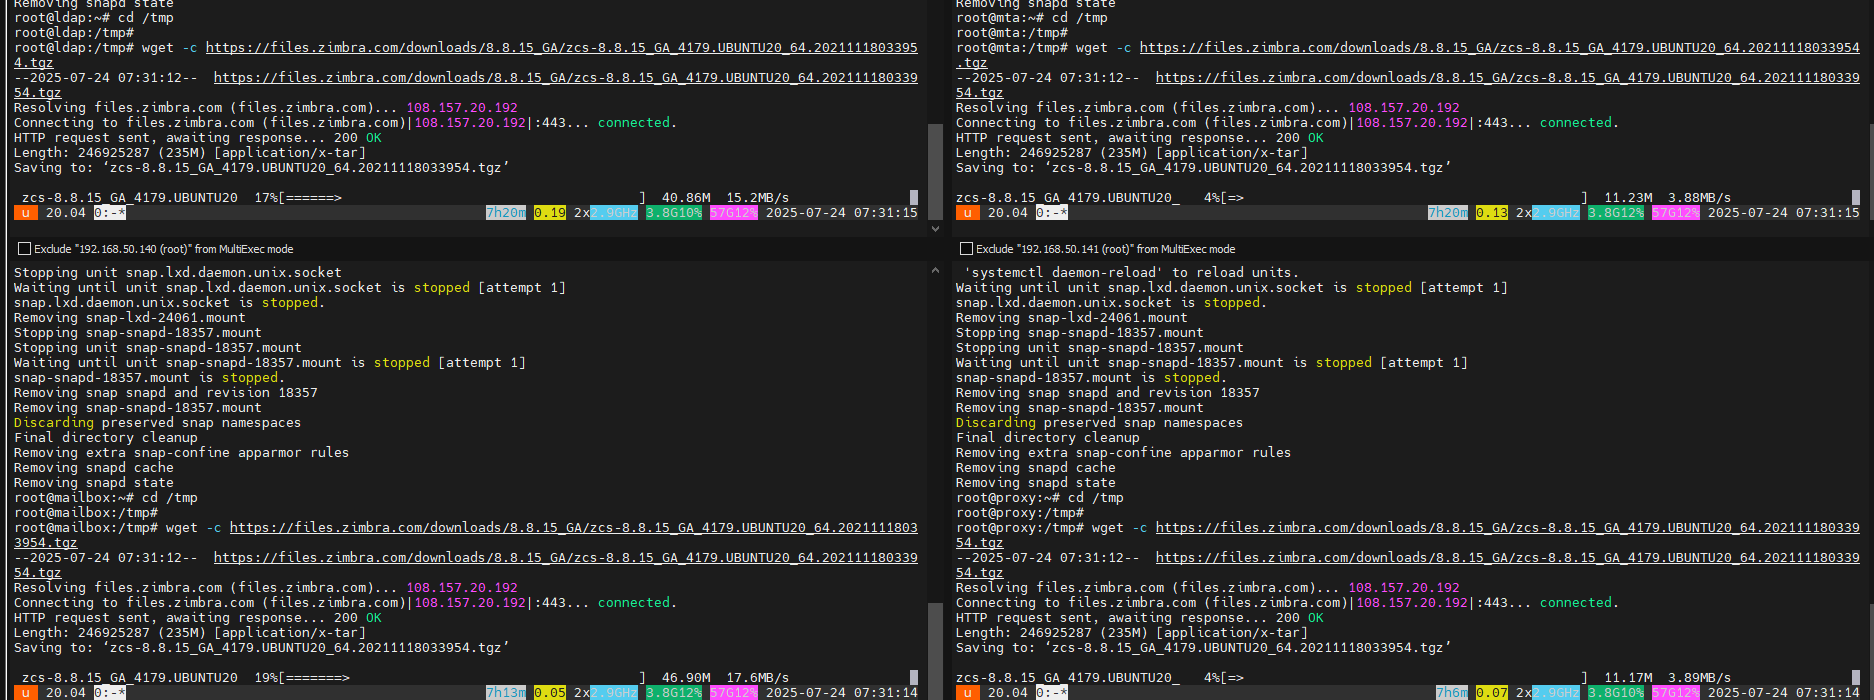 Removing snapd state
root@ldap:~# cd /tmp
root@ldap:/tmp#
root@ldap:/tmp# wget -c https://files.zimbra.com/downloads/8.8.15_GA/zcs-8.8.15_GA_4179.UBUNTU20_64.2021111803395
4.tgz
--2025-07-24 07:31:12--  https://files.zimbra.com/downloads/8.8.15_GA/zcs-8.8.15_GA_4179.UBUNTU20_64.202111180339
54.tgz
Resolving files.zimbra.com (files.zimbra.com)... 108.157.20.192
Connecting to files.zimbra.com (files.zimbra.com)|108.157.20.192|:443... connected.
HTTP request sent, awaiting response... 200 OK
Length: 246925287 (235M) [application/x-tar]
Saving to: ‘zcs-8.8.15_GA_4179.UBUNTU20_64.20211118033954.tgz’
zcs-8.8.15_GA_4179.UBUNTU20  17%[======>                                     ]  40.86M  15.2MB/s
u 20.04 0:-* 7h20m 0.19 2x2.9GHz 3.8G10% 57G12% 2025-07-24 07:31:15
Removing snapd state
root@mta:~# cd /tmp
root@mta:/tmp#
root@mta:/tmp# wget -c https://files.zimbra.com/downloads/8.8.15_GA/zcs-8.8.15_GA_4179.UBUNTU20_64.20211118033954
.tgz
--2025-07-24 07:31:12--  https://files.zimbra.com/downloads/8.8.15_GA/zcs-8.8.15_GA_4179.UBUNTU20_64.202111180339
54.tgz
Resolving files.zimbra.com (files.zimbra.com)... 108.157.20.192
Connecting to files.zimbra.com (files.zimbra.com)|108.157.20.192|:443... connected.
HTTP request sent, awaiting response... 200 OK
Length: 246925287 (235M) [application/x-tar]
Saving to: ‘zcs-8.8.15_GA_4179.UBUNTU20_64.20211118033954.tgz’
zcs-8.8.15_GA_4179.UBUNTU20_   4%[=>                                          ]  11.23M  3.88MB/s
u 20.04 0:-* 7h20m 0.13 2x2.9GHz 3.8G12% 57G12% 2025-07-24 07:31:15
Exclude "192.168.50.140 (root)" from MultiExec mode
Stopping unit snap.lxd.daemon.unix.socket
Waiting until unit snap.lxd.daemon.unix.socket is stopped [attempt 1]
snap.lxd.daemon.unix.socket is stopped.
Removing snap-lxd-24061.mount
Stopping snap-snapd-18357.mount
Stopping unit snap-snapd-18357.mount
Waiting until unit snap-snapd-18357.mount is stopped [attempt 1]
snap-snapd-18357.mount is stopped.
Removing snap snapd and revision 18357
Removing snap-snapd-18357.mount
Discarding preserved snap namespaces
Final directory cleanup
Removing extra snap-confine apparmor rules
Removing snapd cache
Removing snapd state
root@mailbox:~# cd /tmp
root@mailbox:/tmp#
root@mailbox:/tmp# wget -c https://files.zimbra.com/downloads/8.8.15_GA/zcs-8.8.15_GA_4179.UBUNTU20_64.2021111803
3954.tgz
--2025-07-24 07:31:12--  https://files.zimbra.com/downloads/8.8.15_GA/zcs-8.8.15_GA_4179.UBUNTU20_64.202111180339
54.tgz
Resolving files.zimbra.com (files.zimbra.com)... 108.157.20.192
Connecting to files.zimbra.com (files.zimbra.com)|108.157.20.192|:443... connected.
HTTP request sent, awaiting response... 200 OK
Length: 246925287 (235M) [application/x-tar]
Saving to: ‘zcs-8.8.15_GA_4179.UBUNTU20_64.20211118033954.tgz’
zcs-8.8.15_GA_4179.UBUNTU20  19%[=======>                                    ]  46.90M  17.6MB/s
u 20.04 0:-* 7h13m 0.05 2x2.9GHz 3.8G12% 57G12% 2025-07-24 07:31:14
Exclude "192.168.50.141 (root)" from MultiExec mode
'systemctl daemon-reload' to reload units.
Waiting until unit snap.lxd.daemon.unix.socket is stopped [attempt 1]
snap.lxd.daemon.unix.socket is stopped.
Removing snap-lxd-24061.mount
Stopping snap-snapd-18357.mount
Stopping unit snap-snapd-18357.mount
Waiting until unit snap-snapd-18357.mount is stopped [attempt 1]
snap-snapd-18357.mount is stopped.
Removing snap snapd and revision 18357
Removing snap-snapd-18357.mount
Discarding preserved snap namespaces
Final directory cleanup
Removing extra snap-confine apparmor rules
Removing snapd cache
Removing snapd state
root@proxy:~# cd /tmp
root@proxy:/tmp#
root@proxy:/tmp# wget -c https://files.zimbra.com/downloads/8.8.15_GA/zcs-8.8.15_GA_4179.UBUNTU20_64.202111180339
54.tgz
--2025-07-24 07:31:12--  https://files.zimbra.com/downloads/8.8.15_GA/zcs-8.8.15_GA_4179.UBUNTU20_64.202111180339
54.tgz
Resolving files.zimbra.com (files.zimbra.com)... 108.157.20.192
Connecting to files.zimbra.com (files.zimbra.com)|108.157.20.192|:443... connected.
HTTP request sent, awaiting response... 200 OK
Length: 246925287 (235M) [application/x-tar]
Saving to: ‘zcs-8.8.15_GA_4179.UBUNTU20_64.20211118033954.tgz’
zcs-8.8.15_GA_4179.UBUNTU20_   4%[=>                                          ]  11.17M  3.89MB/s
u 20.04 0:-* 7h6m 0.07 2x2.9GHz 3.8G10% 57G12% 2025-07-24 07:31:14